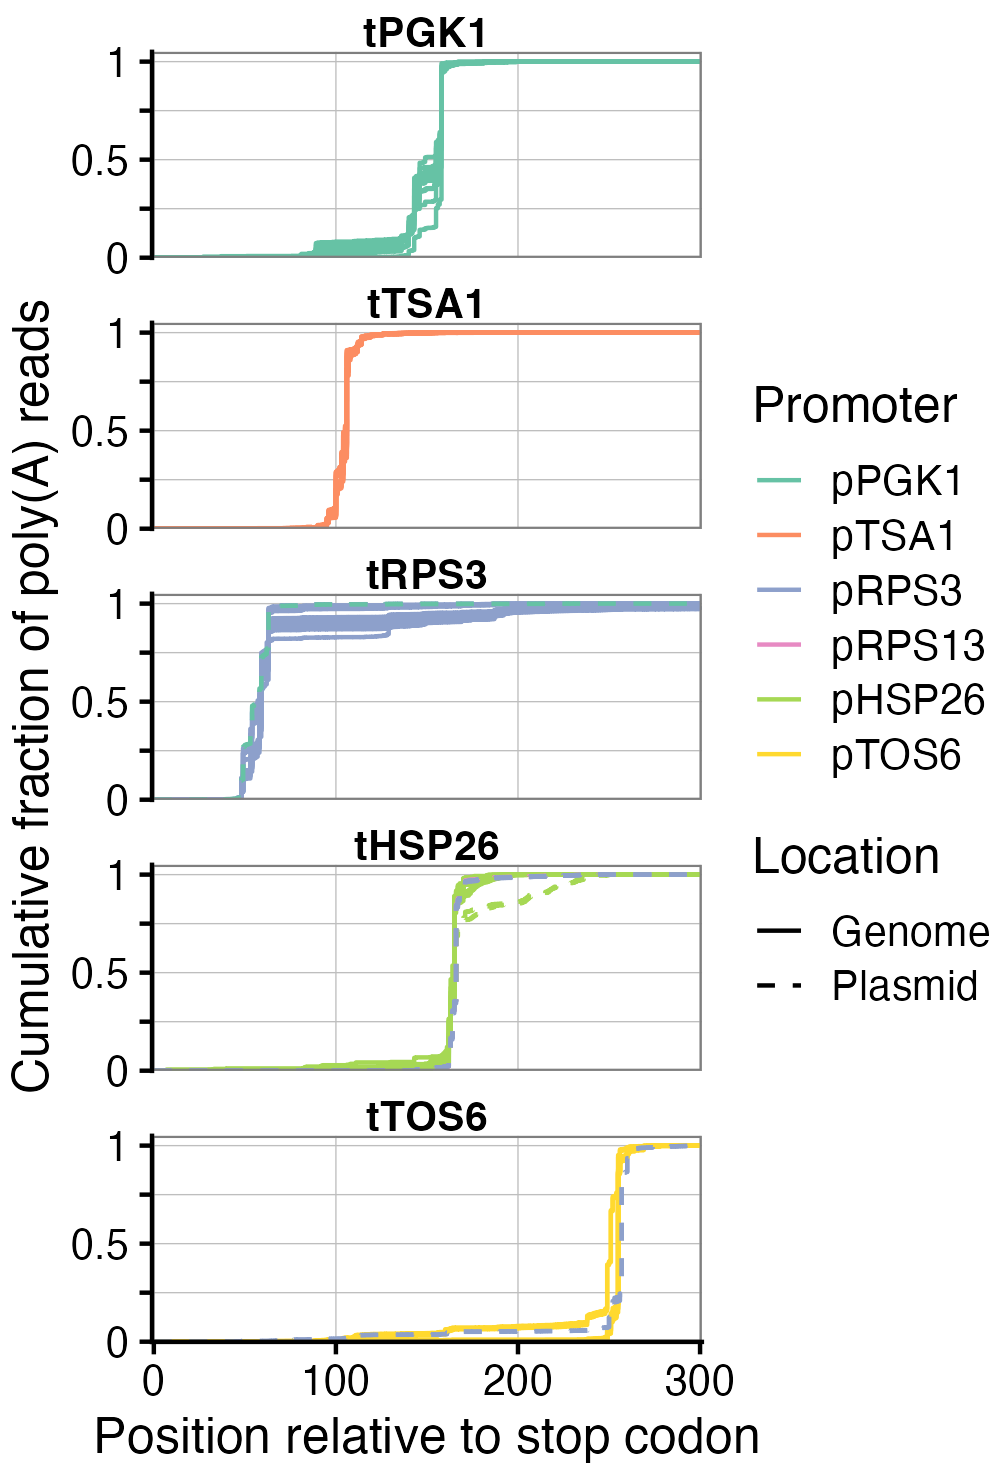 tPGK1
1
0.5
0
tTSA1
1
0.5
0
tRPS3
1
0.5
0
tHSP26
1
0.5
0
tTOS6
1
0.5
0
0 100 200 300
Position relative to stop codon
Cumulative fraction of poly(A) reads
Promoter
pPGK1
pTSA1
pRPS3
pRPS13
pHSP26
pTOS6
Location
Genome
Plasmid